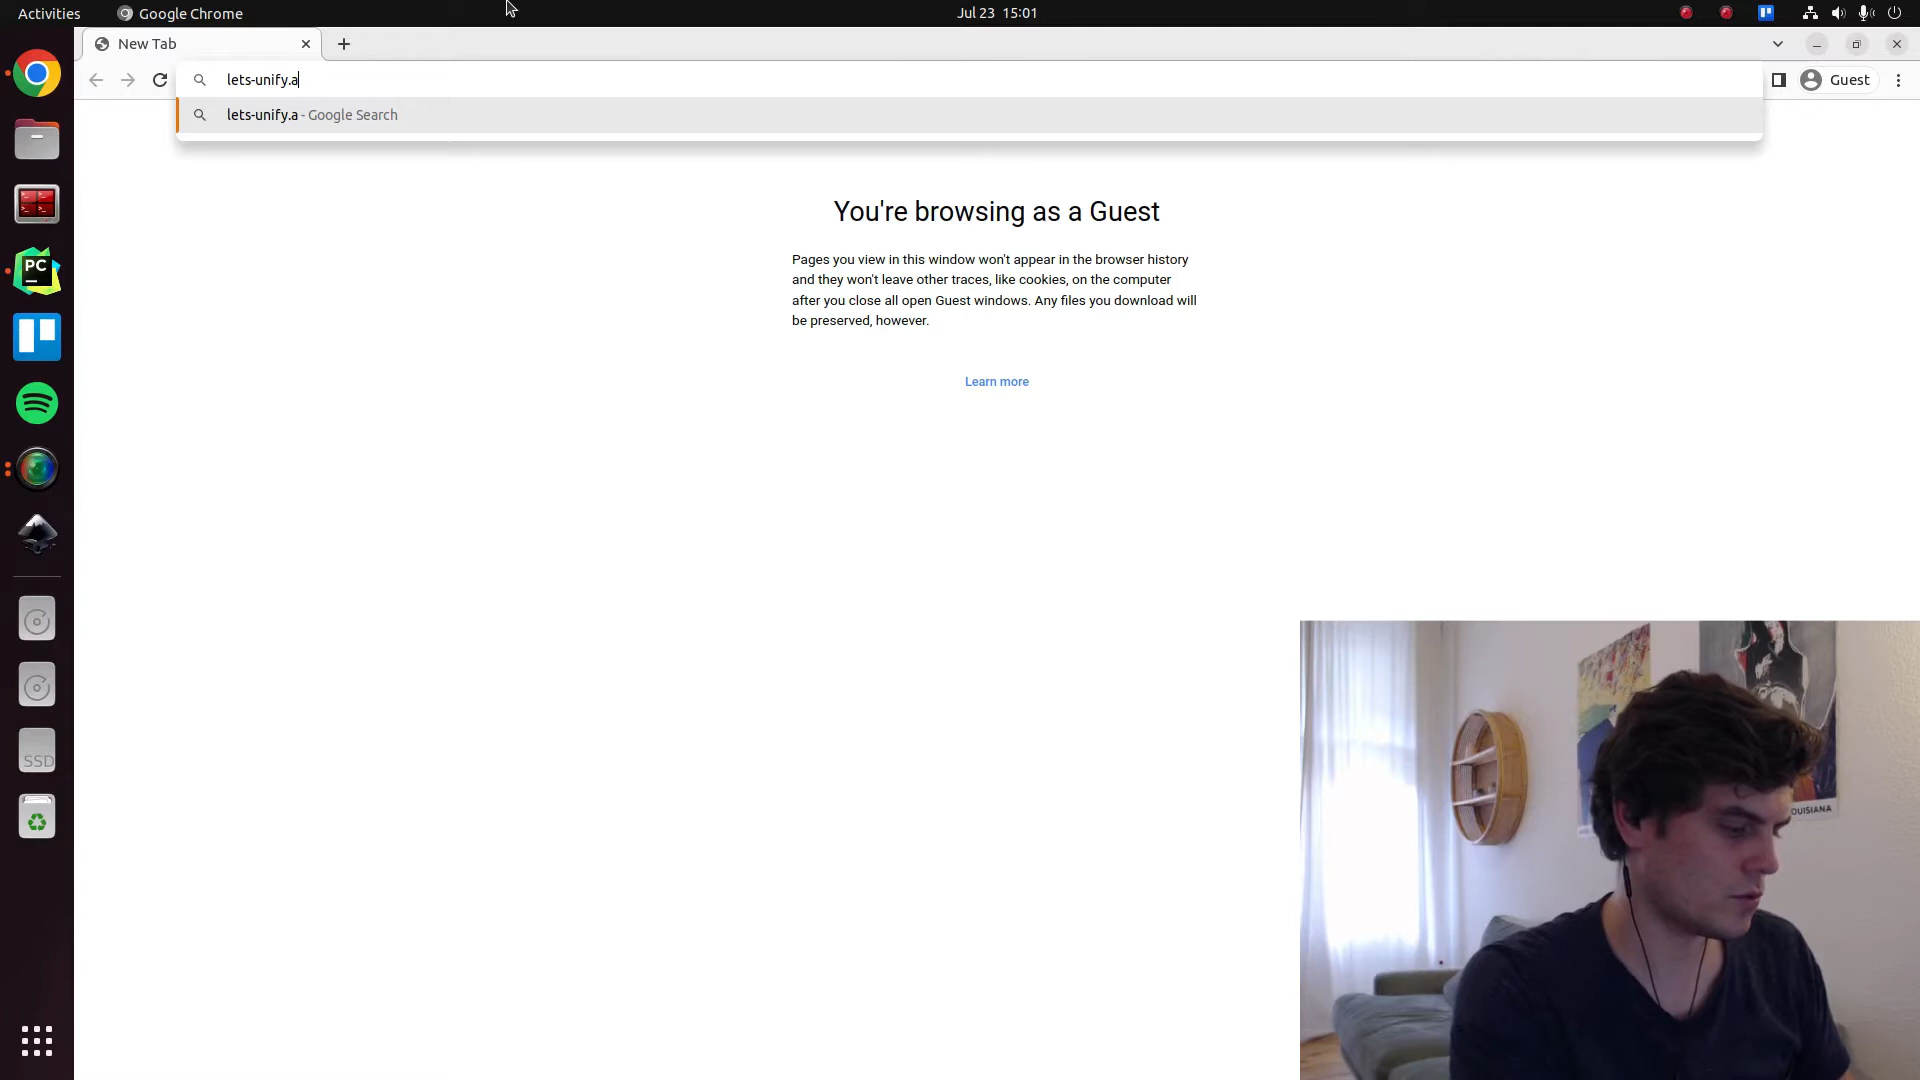 Activities
Google Chrome
Jul 23 15:01
New Tab
lets-unify.a
Guest
lets-unify.a - Google Search
You're browsing as a Guest
Pages you view in this window won't appear in the browser history
and they won't leave other traces, like cookies, on the computer
after you close all open Guest windows. Any files you download will
be preserved, however.
Learn more
PC
SSD
OUISIANA